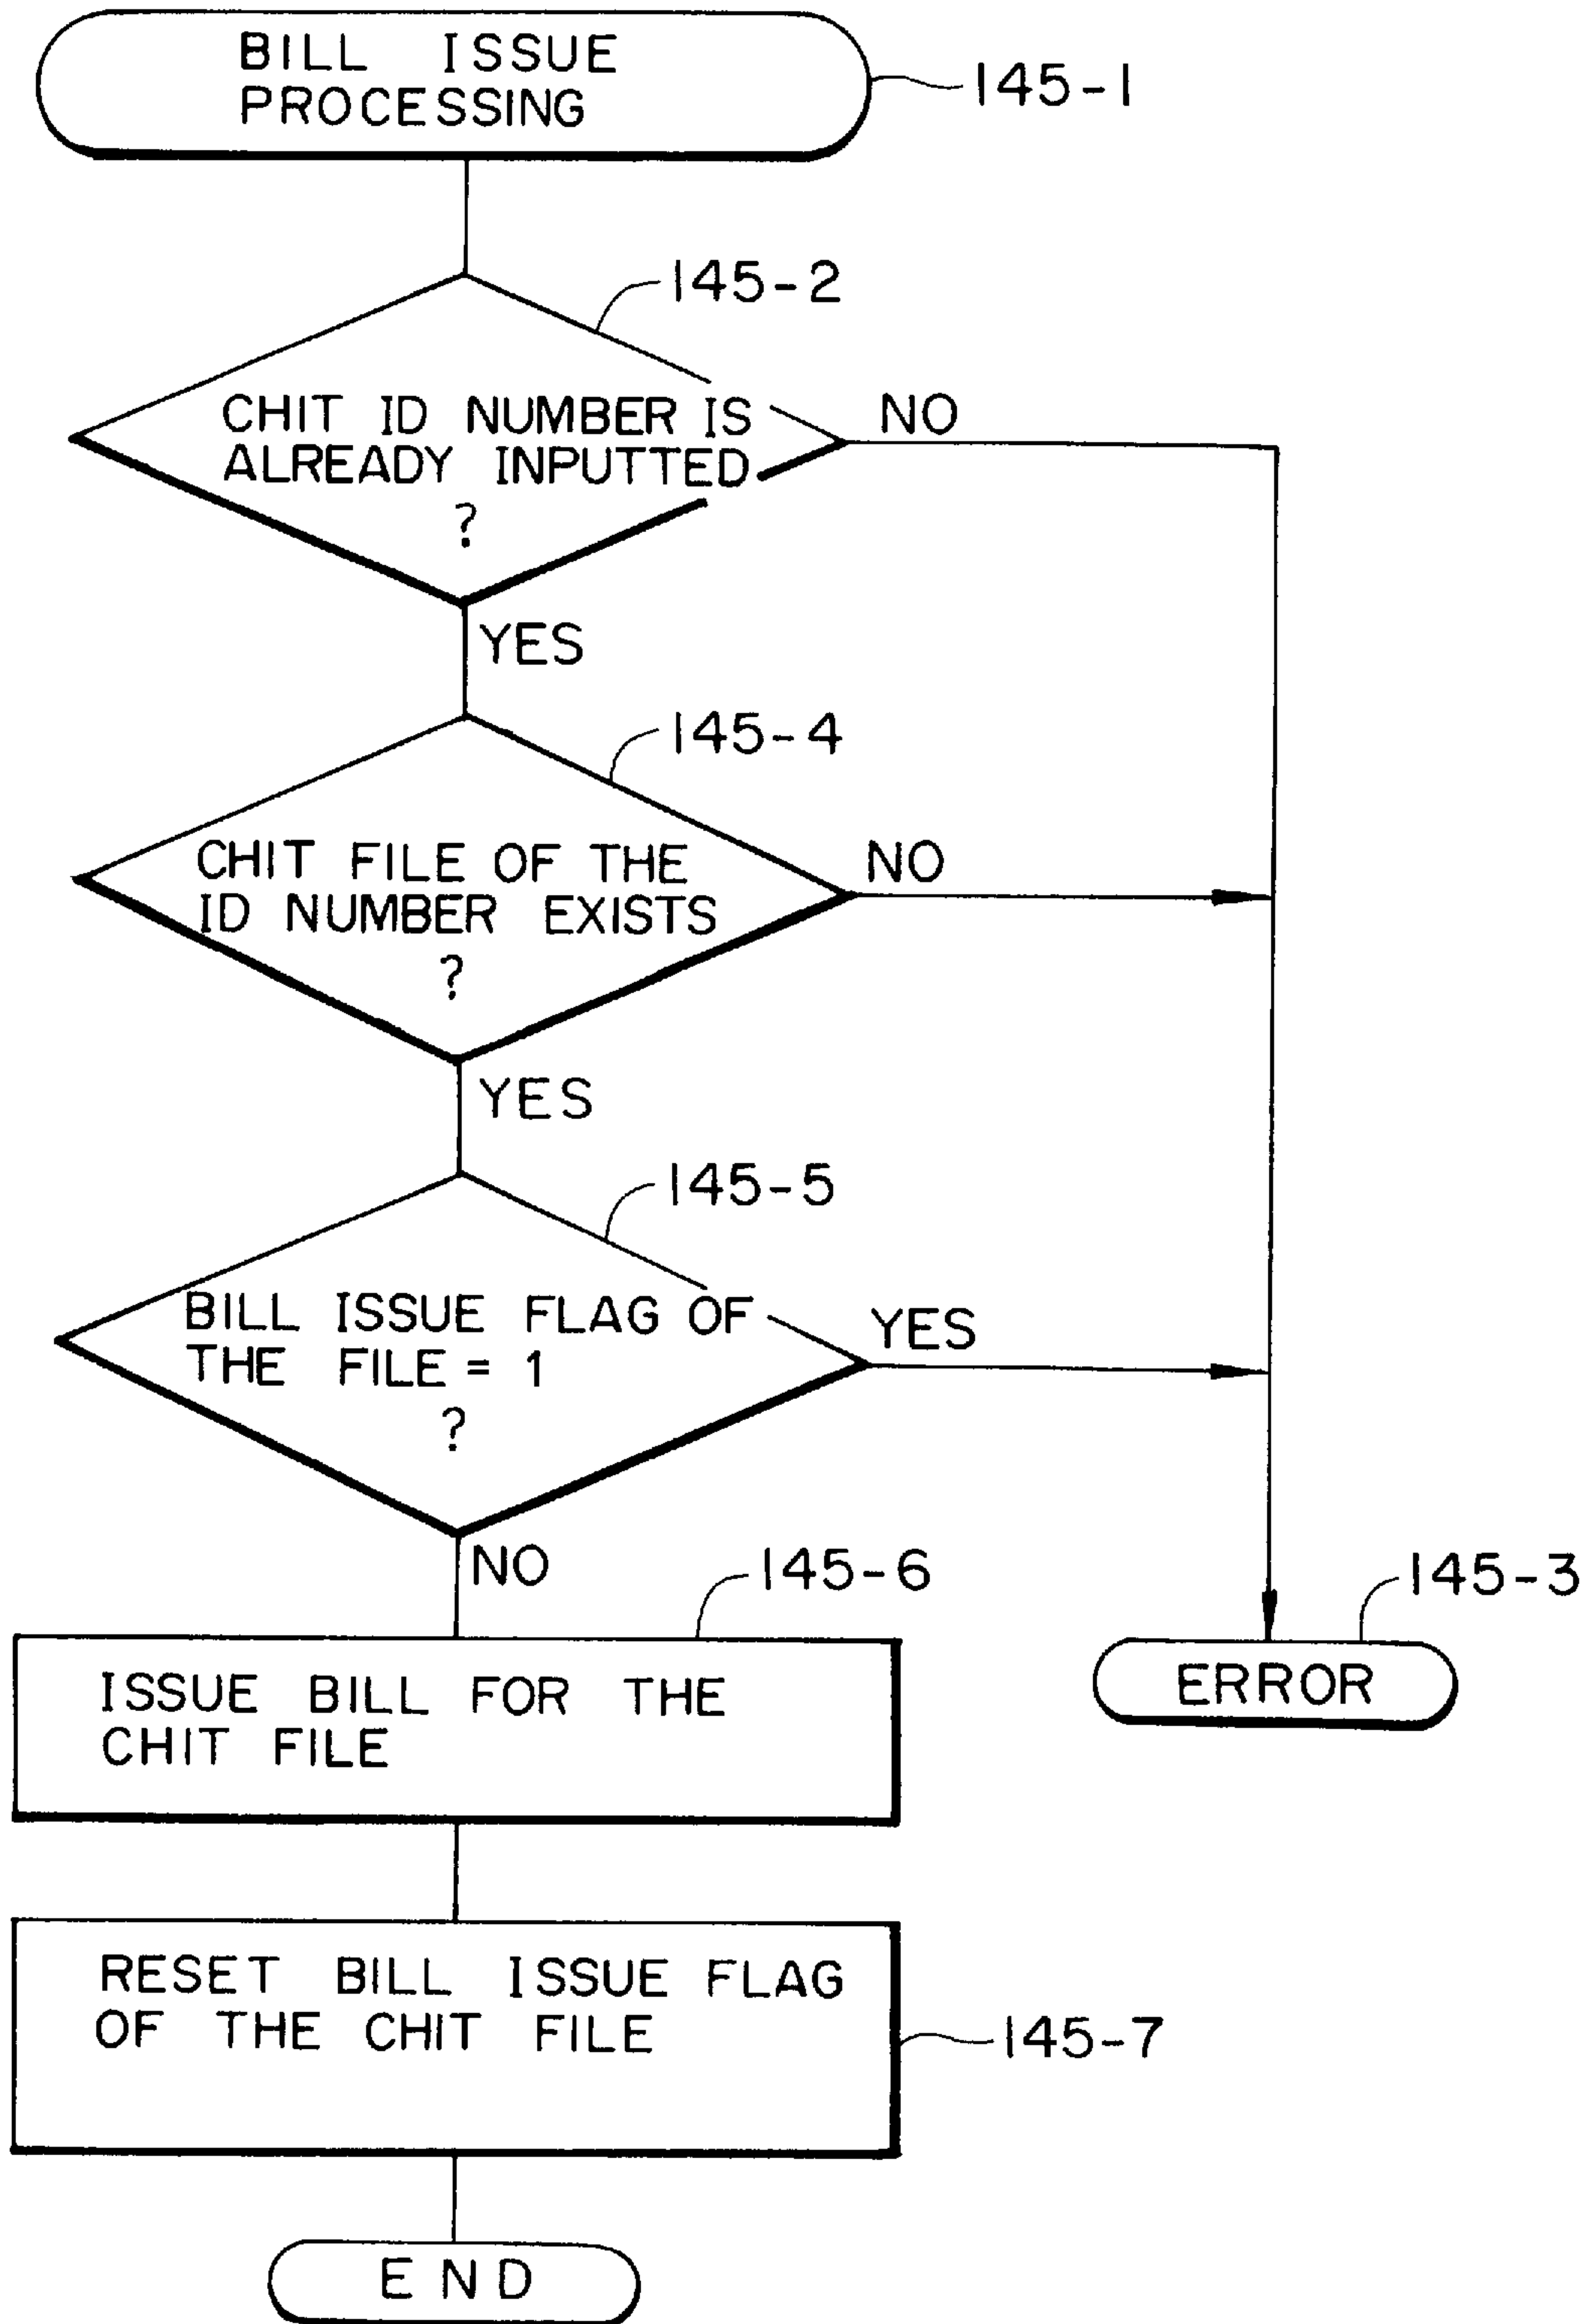 BILL ISSUE
PROCESSING
145-1
145-2
CHIT ID NUMBER IS
ALREADY INPUTTED
?
NO
YES
145-4
CHIT FILE OF THE
ID NUMBER EXISTS
?
NO
YES
145-5
BILL ISSUE FLAG OF
THE FILE = 1
?
YES
NO
145-6
145-3
ISSUE BILL FOR THE
CHIT FILE
ERROR
RESET BILL ISSUE FLAG
OF THE CHIT FILE
145-7
END